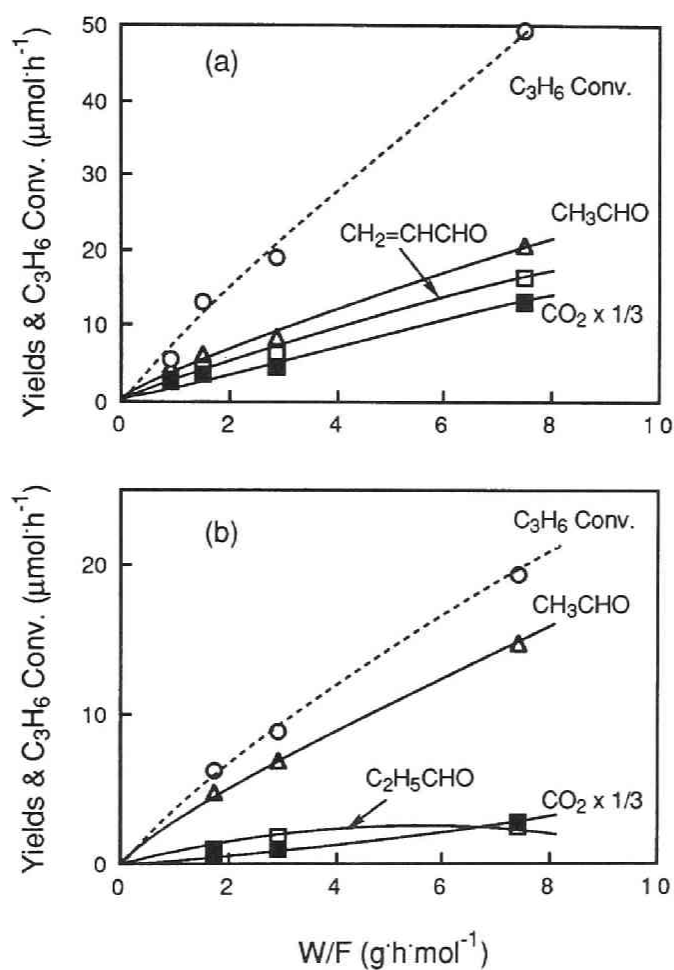 50
(a)
C₃H₆ Conv.
40
30
CH₃CHO
CH₂=CHCHO
20
10
CO₂ x 1/3
0
0 2 4 6 8 10
Yields & C₃H₆ Conv. (μmol·h⁻¹)
(b)
C₃H₆ Conv.
20
CH₃CHO
10
C₂H₅CHO
CO₂ x 1/3
0
0 2 4 6 8 10
Yields & C₃H₆ Conv. (μmol·h⁻¹)
W/F (g·h·mol⁻¹)